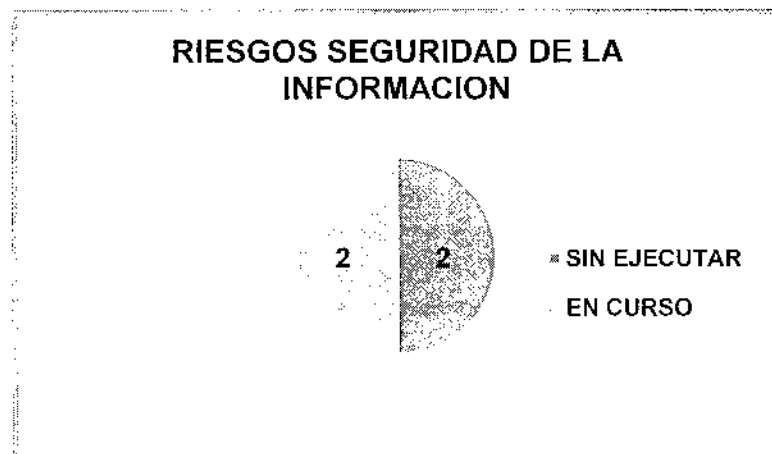 RIESGOS SEGURIDAD DE LA
INFORMACION
2
2
SIN EJECUTAR
EN CURSO